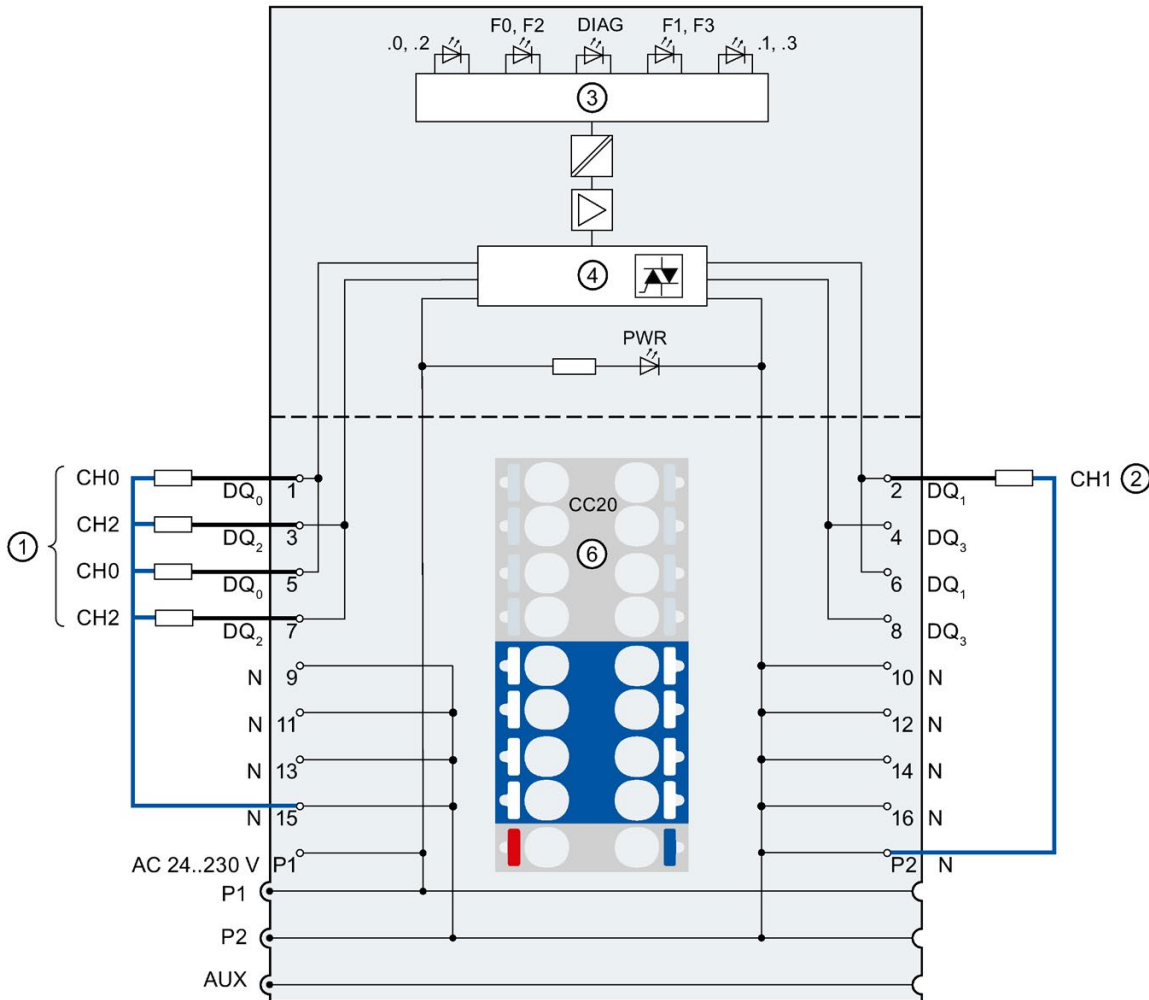 F0, F2 DIAG F1, F3
.0, .2 .1, .3
③
④
PWR
CH0 DQ₀ 1 2 DQ₁ CH1 ②
CH2 DQ₂ 3 4 DQ₃
①
CC20
⑥
CH0 DQ₀ 5 6 DQ₁
CH2 DQ₂ 7 8 DQ₃
N 9 10 N
N 11 12 N
N 13 14 N
N 15 16 N
AC 24..230 V P1 P2 N
P1
P2
AUX